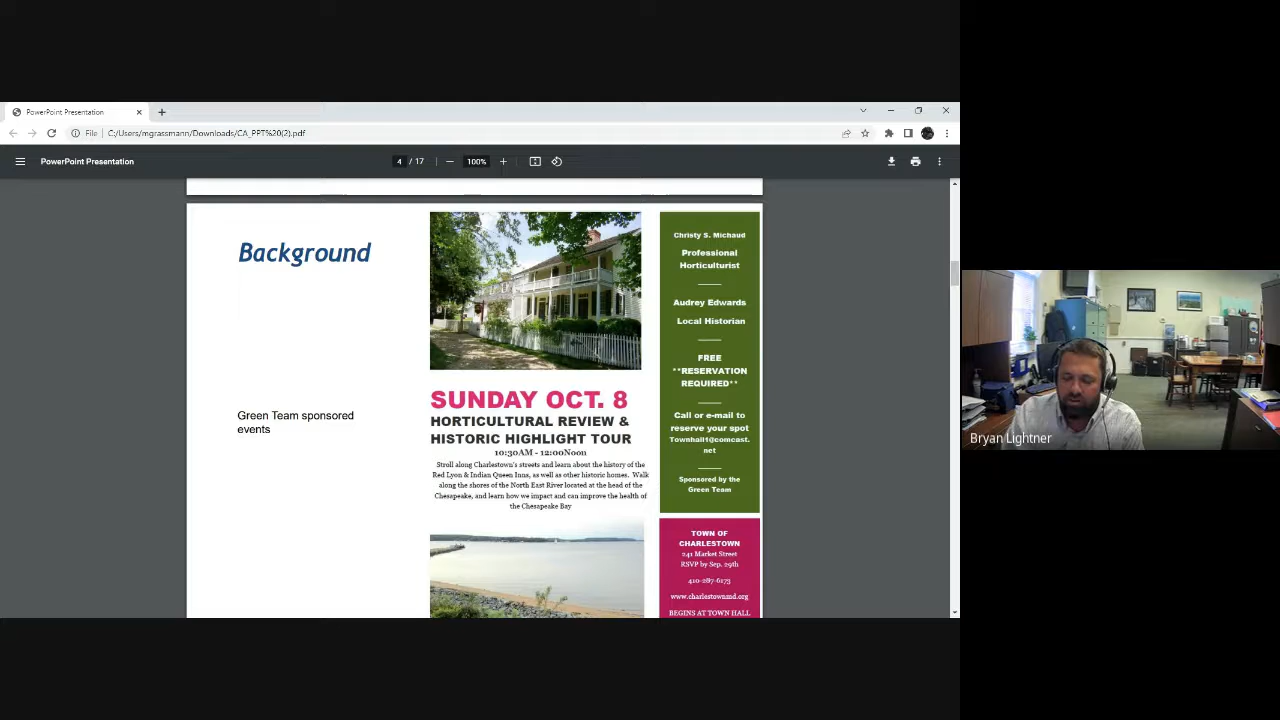 PowerPoint Presentation
File
C:/Users/mgrassmann/Downloads/CA_PPT%20(2).pdf
PowerPoint Presentation
4 / 17
100%
Background
Green Team sponsored
events
SUNDAY OCT. 8
HORTICULTURAL REVIEW &
HISTORIC HIGHLIGHT TOUR
10:30AM - 12:00Noon
Stroll along Charlestown's streets and learn about the history of the
Red Lyon & Indian Queen Inns, as well as other historic homes. Walk
along the shores of the North East River located at the head of the
Chesapeake, and learn how we impact and can improve the health of
the Chesapeake Bay
Christy S. Michaud
Professional
Horticulturist
Audrey Edwards
Local Historian
FREE
**RESERVATION
REQUIRED**
Call or e-mail to
reserve your spot
Townhall1@comcast.
net
Sponsored by the
Green Team
TOWN OF
CHARLESTOWN
241 Market Street
RSVP by Sep. 29th
410-287-6173
www.charlestownmd.org
BEGINS AT TOWN HALL
Bryan Lightner